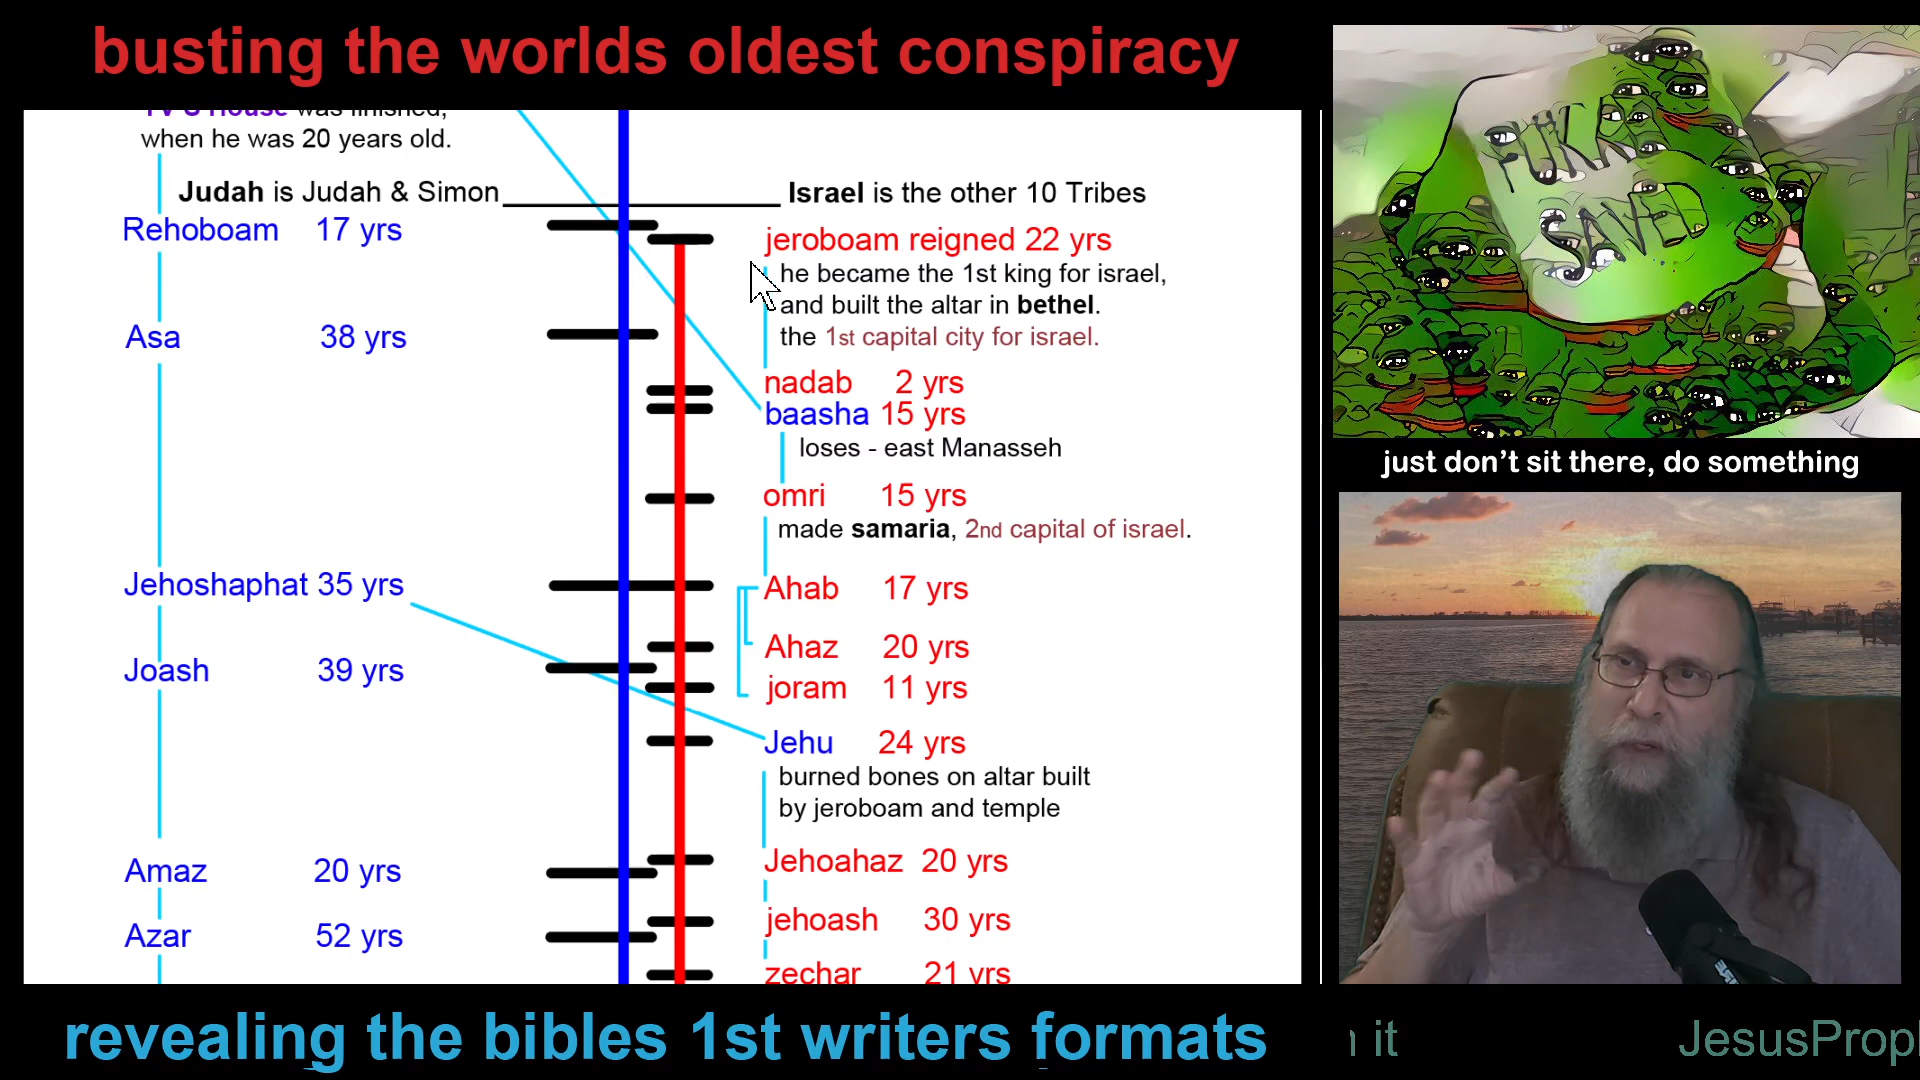 busting the worlds oldest conspiracy
was finished,
when he was 20 years old.
Judah is Judah & Simon
Israel is the other 10 Tribes
Rehoboam 17 yrs
jeroboam reigned 22 yrs
he became the 1st king for israel,
and built the altar in bethel.
the 1st capital city for israel.
Asa 38 yrs
nadab 2 yrs
baasha 15 yrs
loses - east Manasseh
omri 15 yrs
made samaria, 2nd capital of israel.
Jehoshaphat 35 yrs
Ahab 17 yrs
Ahaz 20 yrs
Joash 39 yrs
joram 11 yrs
Jehu 24 yrs
burned bones on altar built
by jeroboam and temple
Amaz 20 yrs
Jehoahaz 20 yrs
Azar 52 yrs
jehoash 30 yrs
zechar 21 yrs
SAVED
just don't sit there, do something
revealing the bibles 1st writers formats
it
JesusProp